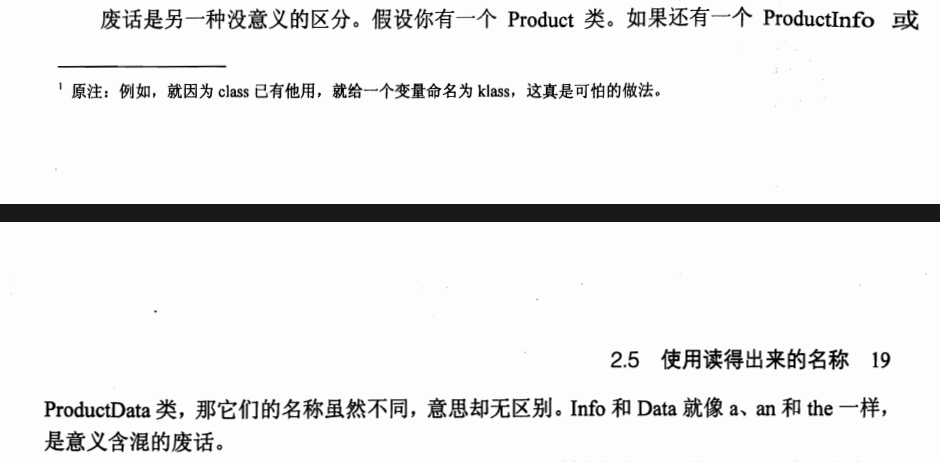 废话是另一种没意义的区分。假设你有一个 Product 类。如果还有一个 ProductInfo 或
1 原注：例如，就因为 class 已有他用，就给一个变量命名为 klass，这真是可怕的做法。
2.5 使用读得出来的名称 19
ProductData 类，那它们的名称虽然不同，意思却无区别。Info 和 Data 就像 a、an 和 the 一样，
是意义含混的废话。